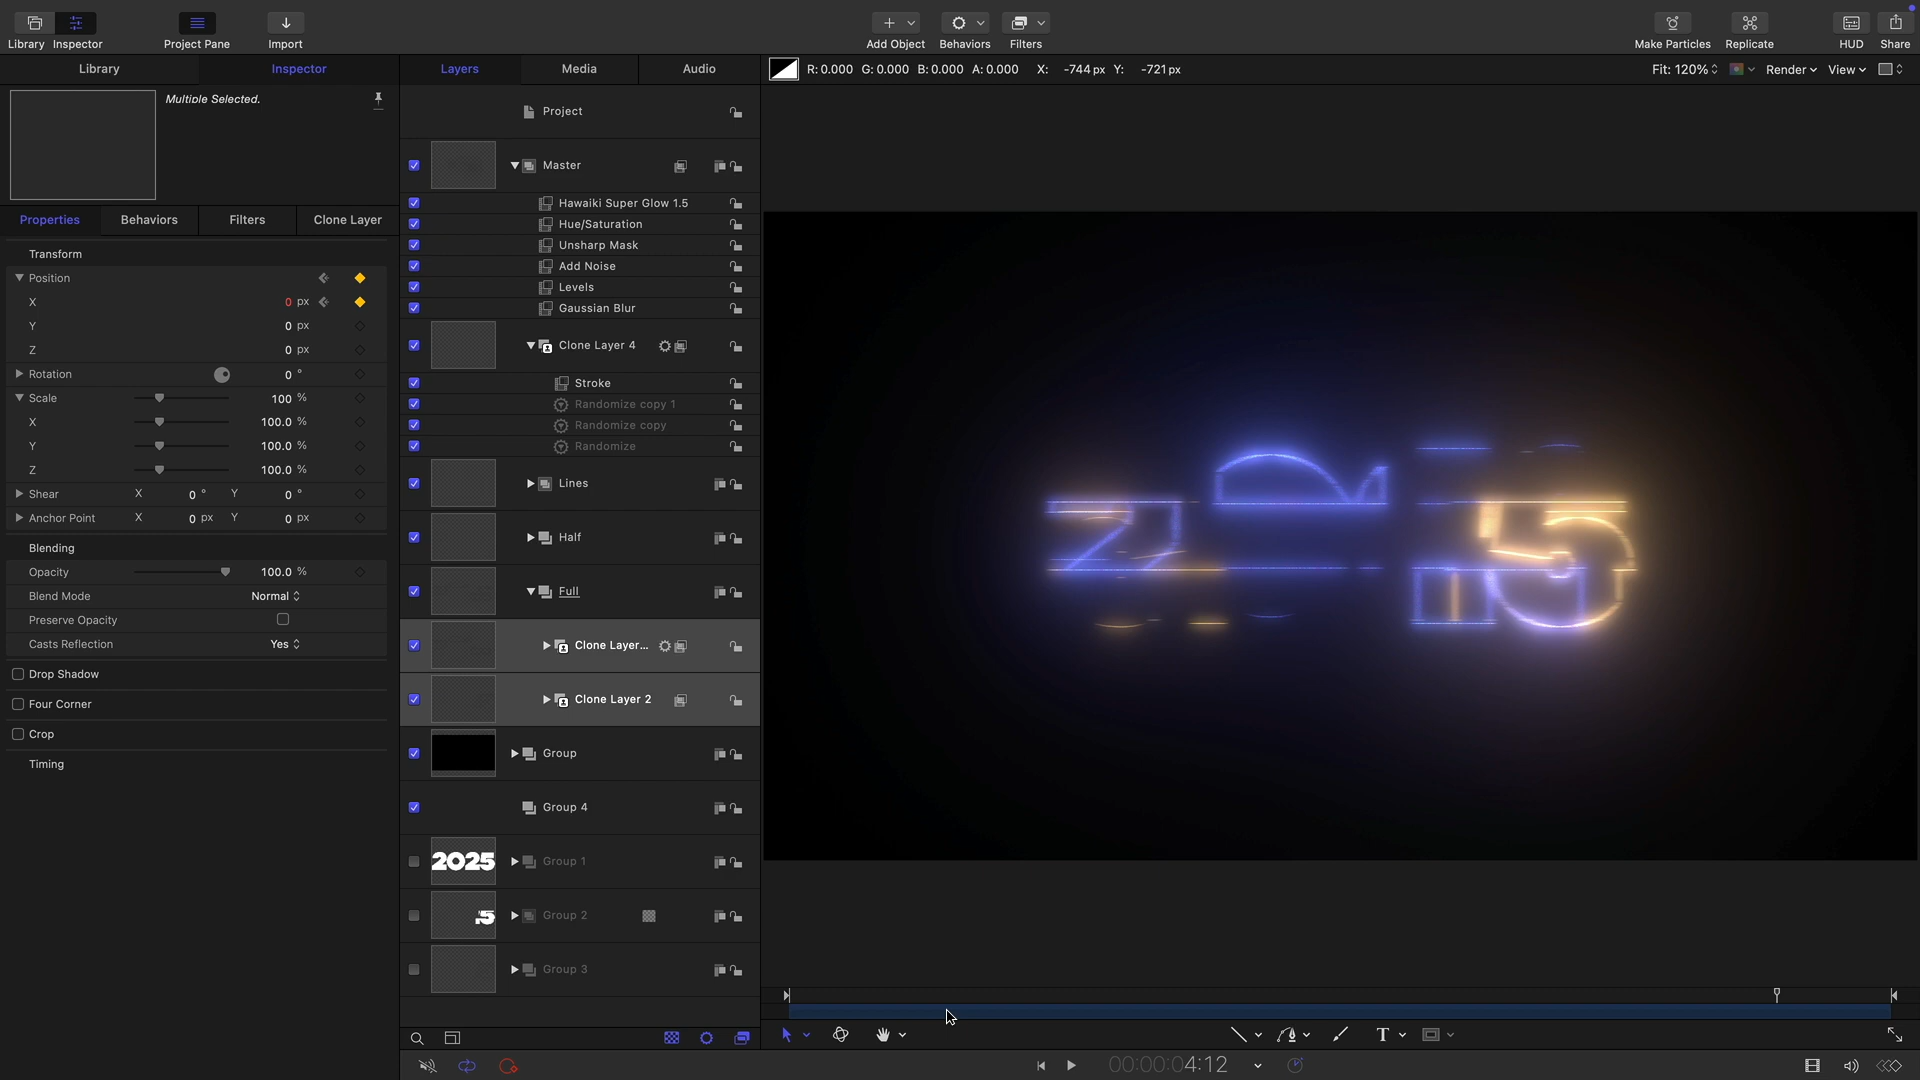 Library Inspector Project Pane Import Add Object Behaviors Filters Make Particles Replicate HUD Share
Library Inspector Layers Media Audio R: 0.000 G: 0.000 B: 0.000 A: 0.000 X: -744 px Y: -721 px Fit: 120% Render View
Multiple Selected.
Properties Behaviors Filters Clone Layer
Transform
Position
X 0 px
Y 0 px
Z 0 px
Rotation 0 °
Scale 100 %
X 100.0 %
Y 100.0 %
Z 100.0 %
Shear X 0 ° Y 0 °
Anchor Point X 0 px Y 0 px
Blending
Opacity 100.0 %
Blend Mode Normal
Preserve Opacity
Casts Reflection Yes
Drop Shadow
Four Corner
Crop
Timing
Project
Master
Hawaiki Super Glow 1.5
Hue/Saturation
Unsharp Mask
Add Noise
Levels
Gaussian Blur
Clone Layer 4
Stroke
Randomize copy 1
Randomize copy
Randomize
Lines
Half
Full
Clone Layer...
Clone Layer 2
Group
Group 4
2025 Group 1
5 Group 2
Group 3
T
00:00:04:12